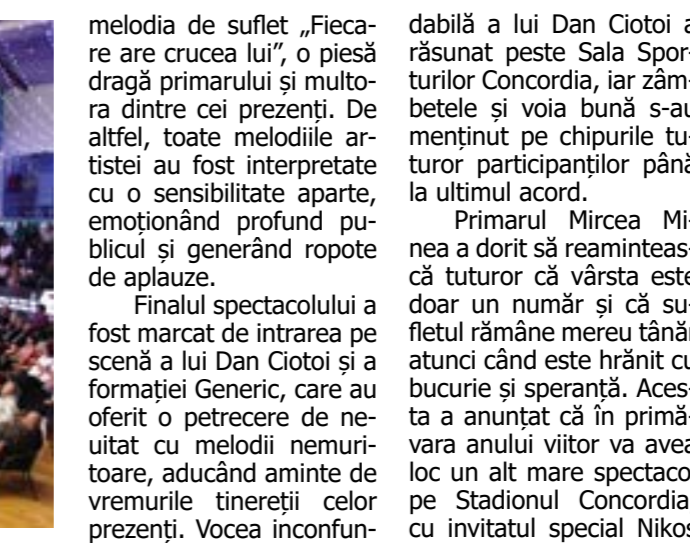 melodia de suflet „Fieca-
re are crucea lui”, o piesă
dragă primarului și multo-
ra dintre cei prezenți. De
altfel, toate melodiile ar-
tistei au fost interpretate
cu o sensibilitate aparte,
emoționând profund pu-
blicul și generând ropote
de aplauze.
Finalul spectacolului a
fost marcat de intrarea pe
scenă a lui Dan Ciotoi și a
formației Generic, care au
oferit o petrecere de ne-
uitat cu melodii nemuri-
toare, aducând aminte de
vremurile tinereții celor
prezenți. Vocea inconfun-
dabilă a lui Dan Ciotoi a
răsunat peste Sala Spor-
turilor Concordia, iar zâm-
betele și voia bună s-au
menținut pe chipurile tu-
turor participanților până
la ultimul acord.
Primarul Mircea Mi-
nea a dorit să reaminteas-
că tuturor că vârsta este
doar un număr și că su-
fletul rămâne mereu tânăr
atunci când este hrănit cu
bucurie și speranță. Aces-
ta a anunțat că în primă-
vara anului viitor va avea
loc un alt mare spectacol
pe Stadionul Concordia
cu invitatul special Nikos